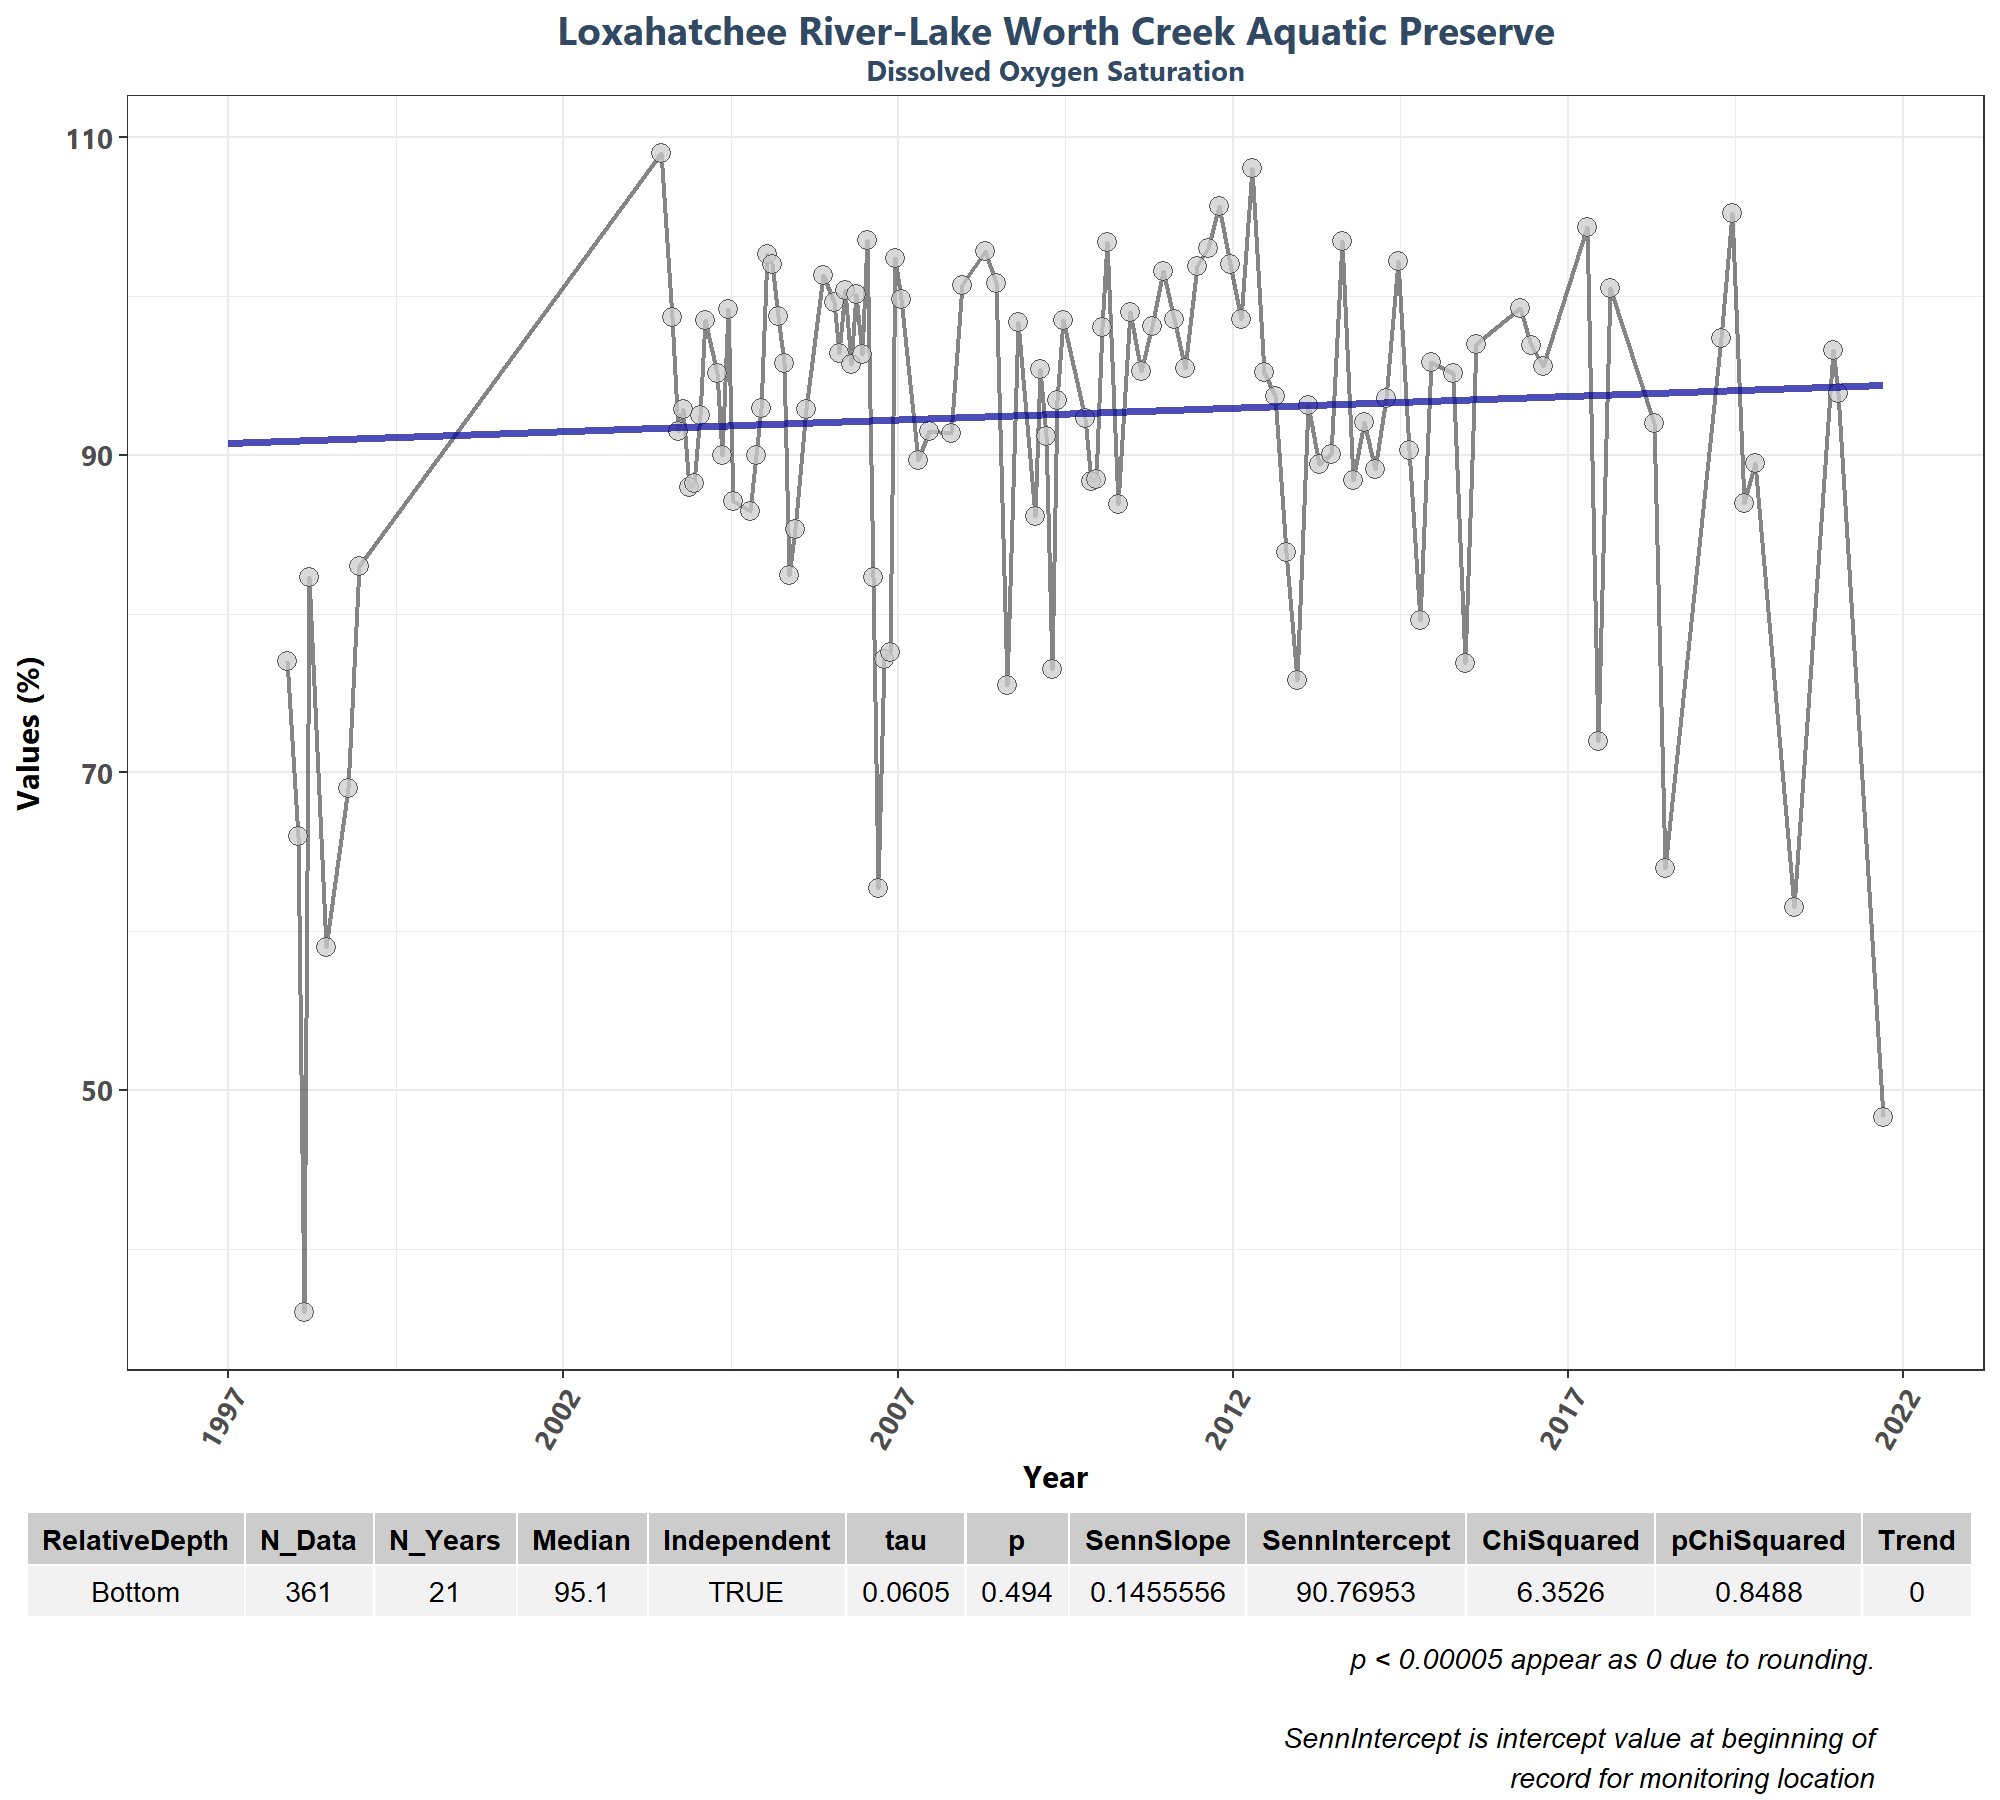 Loxahatchee River-Lake Worth Creek Aquatic Preserve
Dissolved Oxygen Saturation
110
90
70
50
Values (%)
1997
2002
2007
2012
2017
2022
Year
RelativeDepth N_Data N_Years Median Independent tau p SennSlope SennIntercept ChiSquared pChiSquared Trend
Bottom 361 21 95.1 TRUE 0.0605 0.494 0.1455556 90.76953 6.3526 0.8488 0
p < 0.00005 appear as 0 due to rounding.
SennIntercept is intercept value at beginning of
record for monitoring location